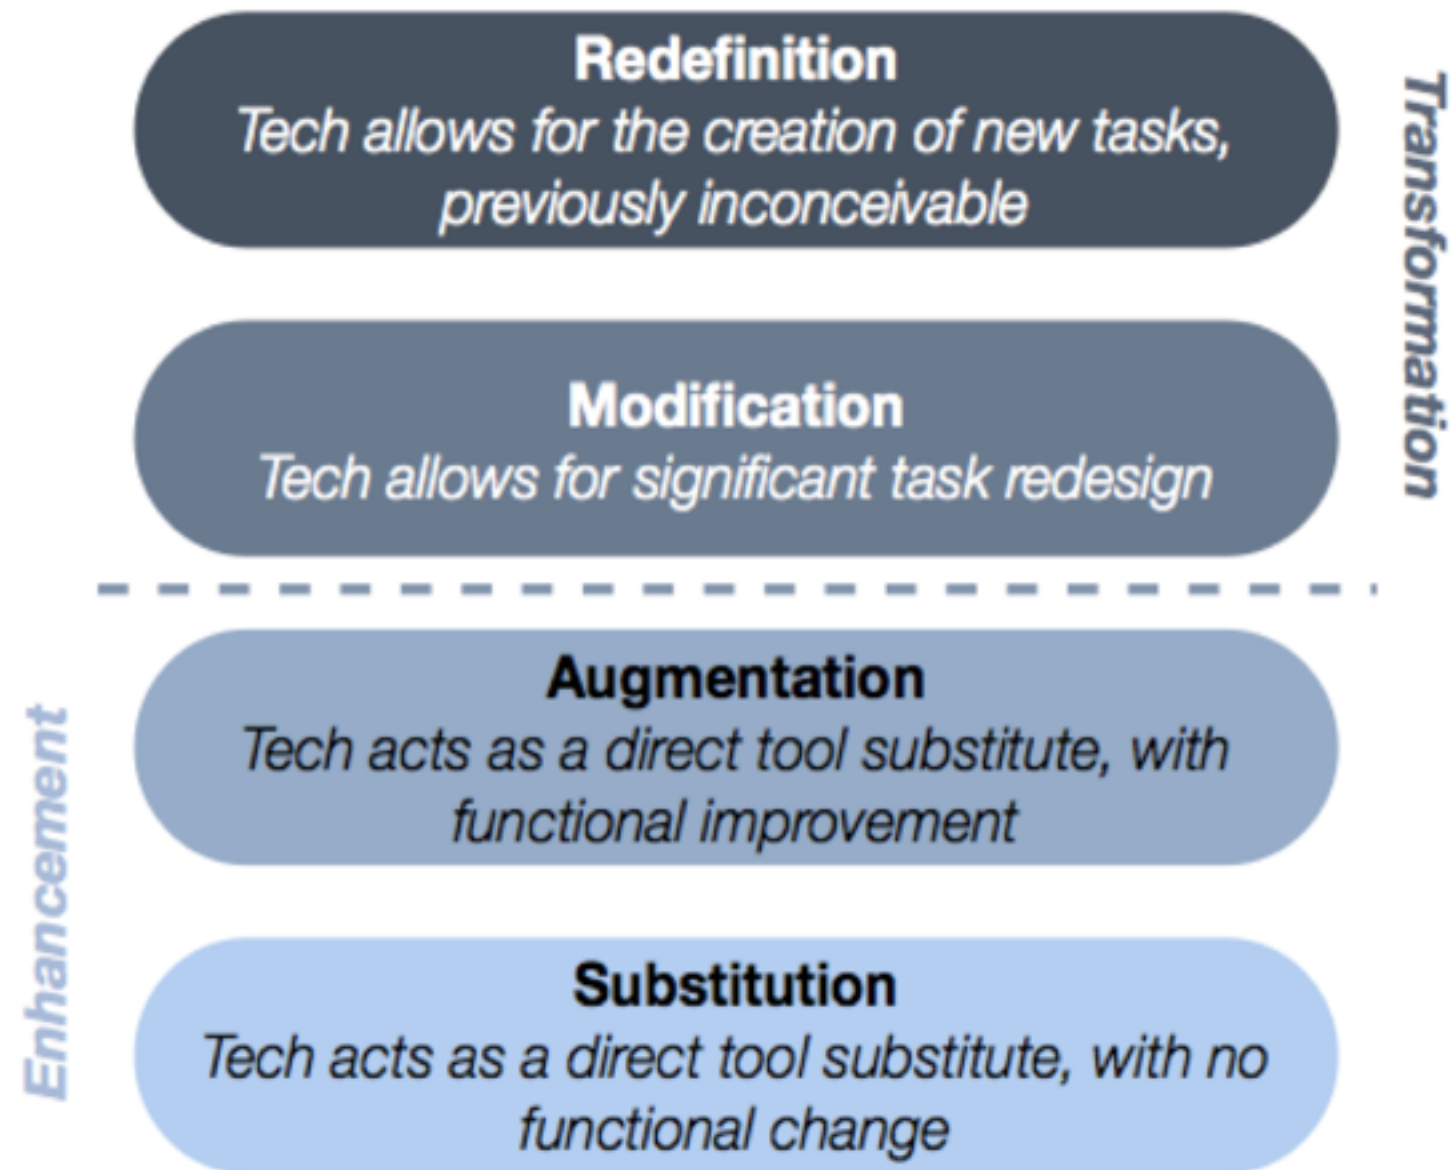 Redefinition
Tech allows for the creation of new tasks,
previously inconceivable
Modification
Tech allows for significant task redesign
Transformation
Augmentation
Tech acts as a direct tool substitute, with
functional improvement
Substitution
Tech acts as a direct tool substitute, with no
functional change
Enhancement